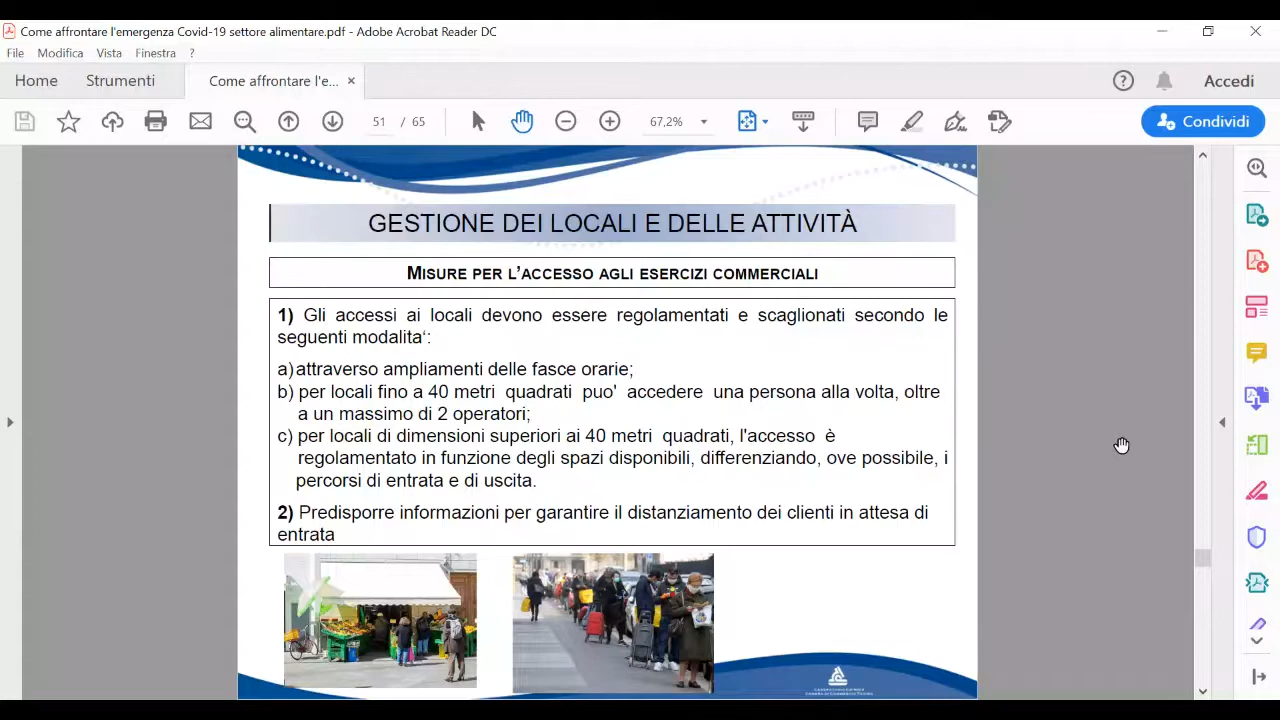 Come affrontare l'emergenza Covid-19 settore alimentare.pdf - Adobe Acrobat Reader DC
File Modifica Vista Finestra ?
Home Strumenti Come affrontare l'e... × Accedi
51 / 65 67,2% Condividi
GESTIONE DEI LOCALI E DELLE ATTIVITÀ
MISURE PER L'ACCESSO AGLI ESERCIZI COMMERCIALI
1) Gli accessi ai locali devono essere regolamentati e scaglionati secondo le
seguenti modalita‘:
a) attraverso ampliamenti delle fasce orarie;
b) per locali fino a 40 metri quadrati puo' accedere una persona alla volta, oltre
a un massimo di 2 operatori;
c) per locali di dimensioni superiori ai 40 metri quadrati, l'accesso è
regolamentato in funzione degli spazi disponibili, differenziando, ove possibile, i
percorsi di entrata e di uscita.
2) Predisporre informazioni per garantire il distanziamento dei clienti in attesa di
entrata